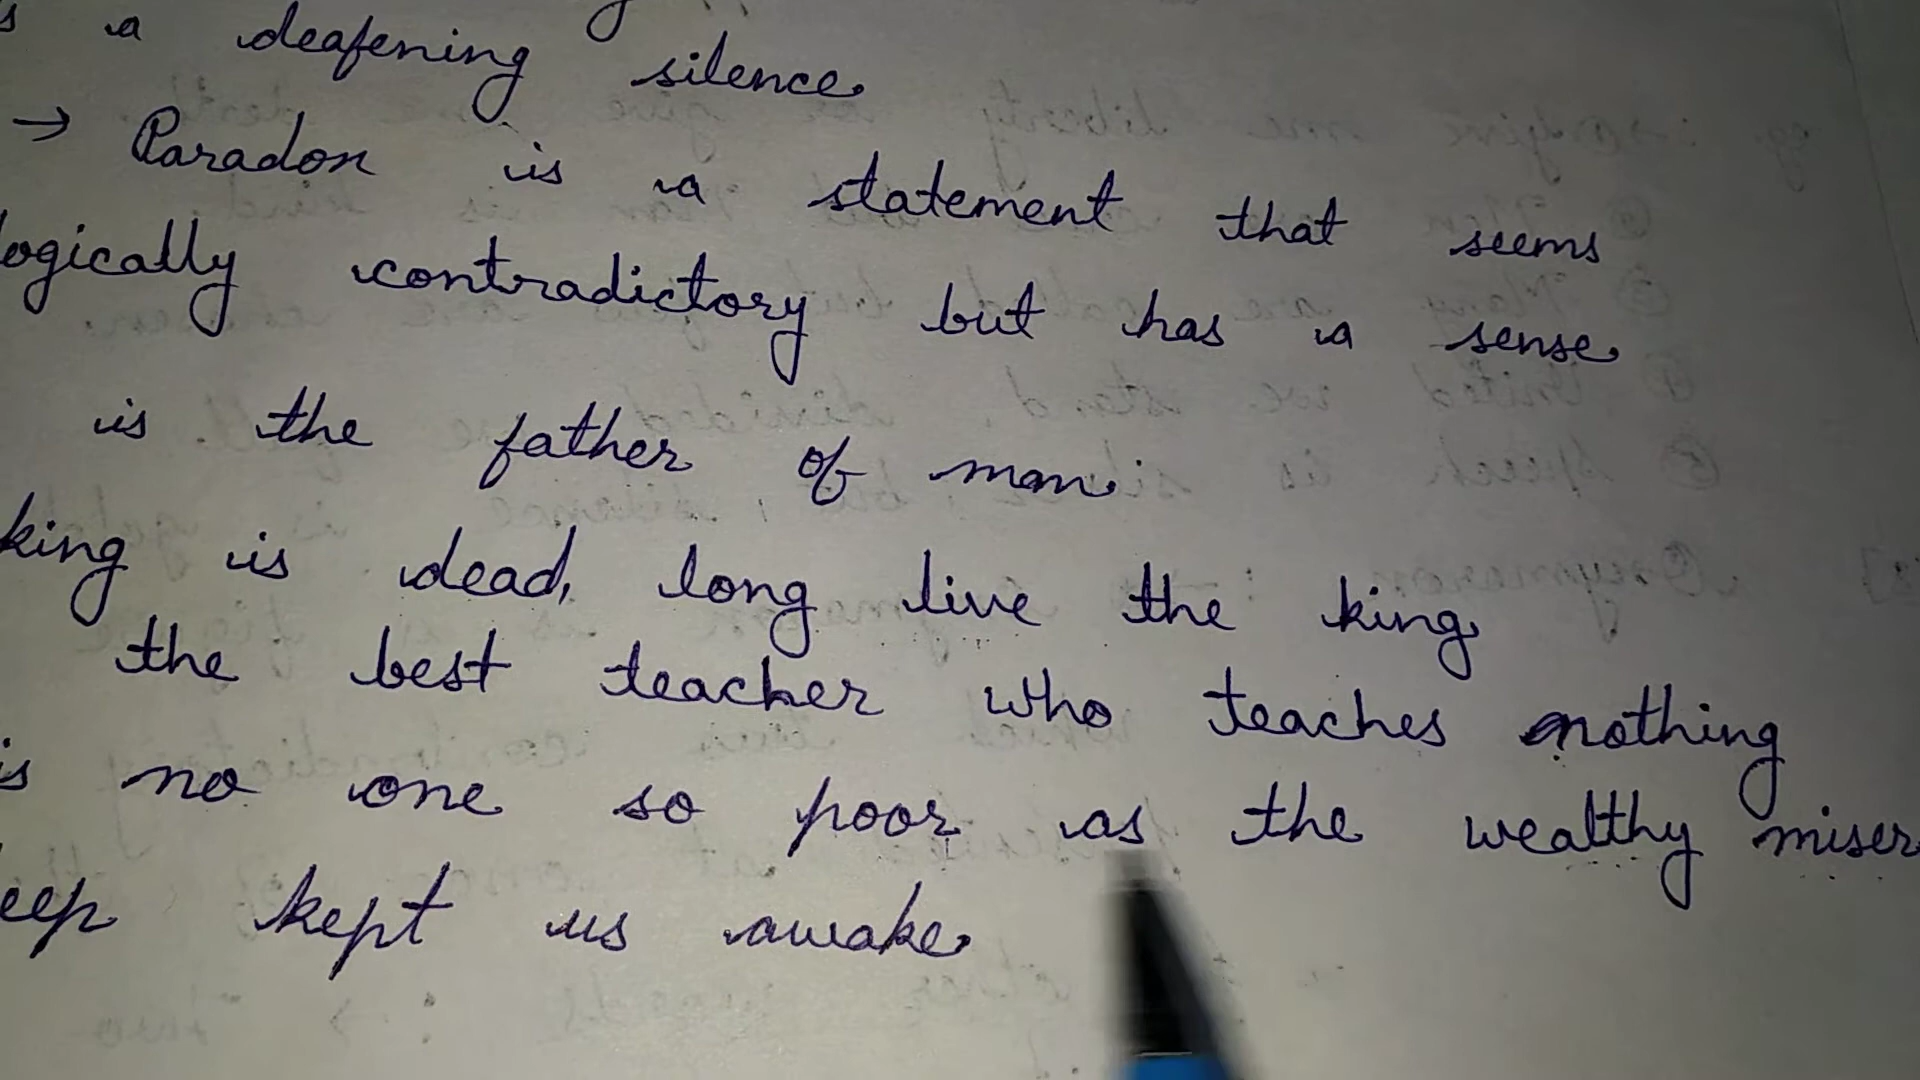 a deafening silence.
→ Paradox is a statement that seems
logically contradictory but has a sense.
is the father of man.
king is dead, long live the king.
the best teacher who teaches nothing
is no one so poor as the wealthy miser
eep kept us awake.